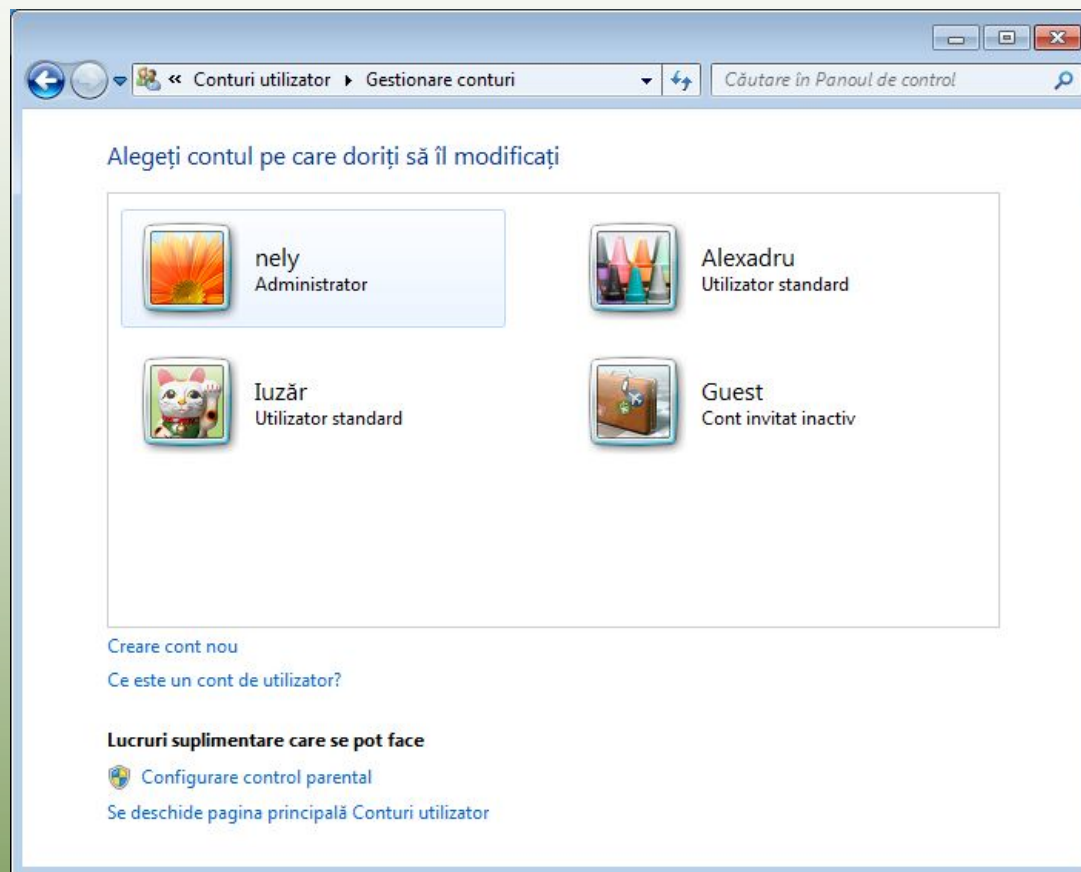 « Conturi utilizator ▸ Gestionare conturi
Căutare în Panoul de control
Alegeți contul pe care doriți să îl modificați
nely
Administrator
Alexadru
Utilizator standard
Iuzăr
Utilizator standard
Guest
Cont invitat inactiv
Creare cont nou
Ce este un cont de utilizator?
Lucruri suplimentare care se pot face
Configurare control parental
Se deschide pagina principală Conturi utilizator